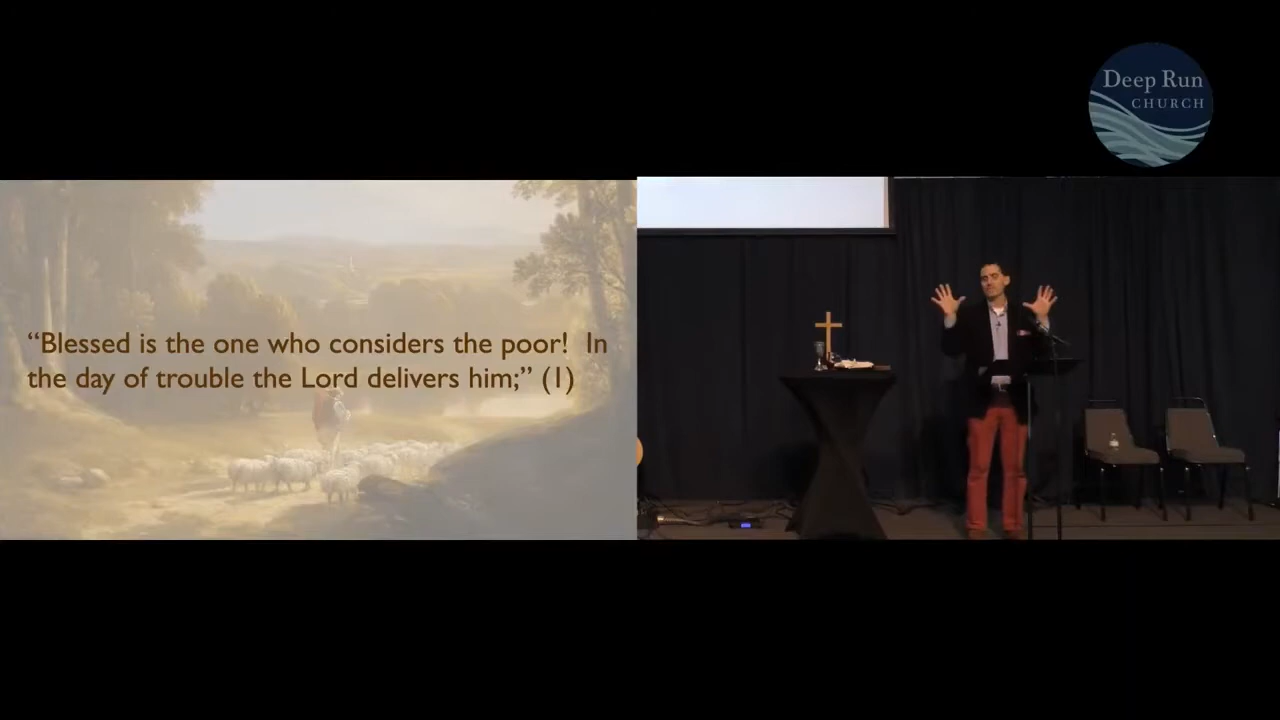 Deep Run
CHURCH
“Blessed is the one who considers the poor!  In
the day of trouble the Lord delivers him;” (1)